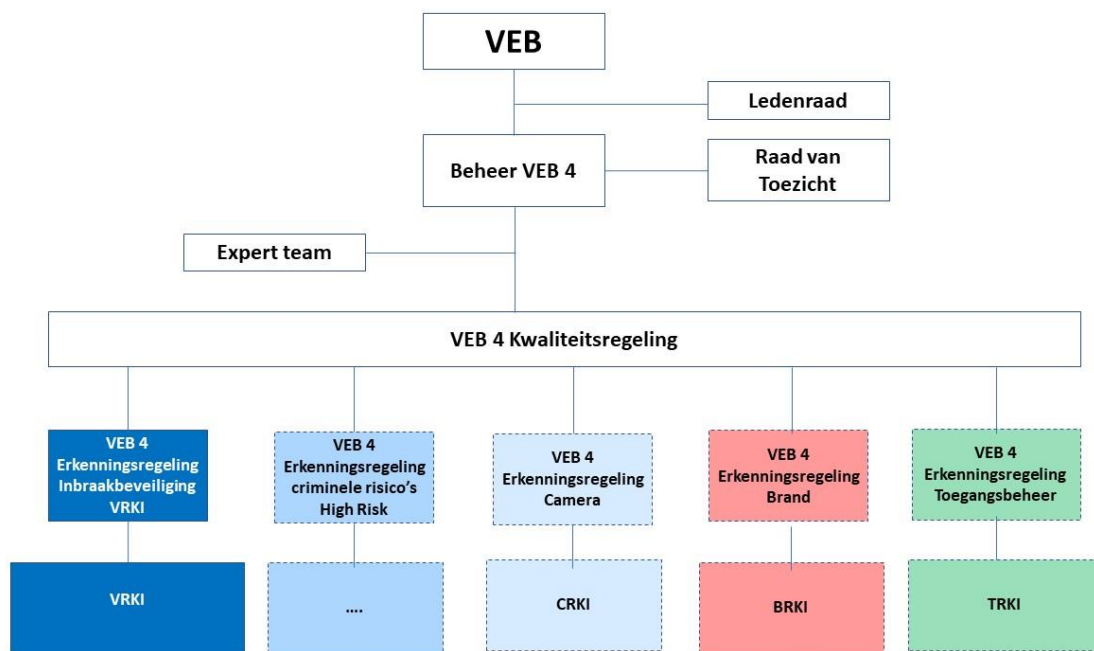 VEB
Ledenraad
Beheer VEB 4
Raad van
Toezicht
Expert team
VEB 4 Kwaliteitsregeling
VEB 4
Erkenningsregeling
Inbraakbeveiliging
VRKI
VEB 4
Erkenningsregeling
criminele risico's
High Risk
VEB 4
Erkenningsregeling
Camera
VEB 4
Erkenningsregeling
Brand
VEB 4
Erkenningsregeling
Toegangsbeheer
VRKI
....
CRKI
BRKI
TRKI